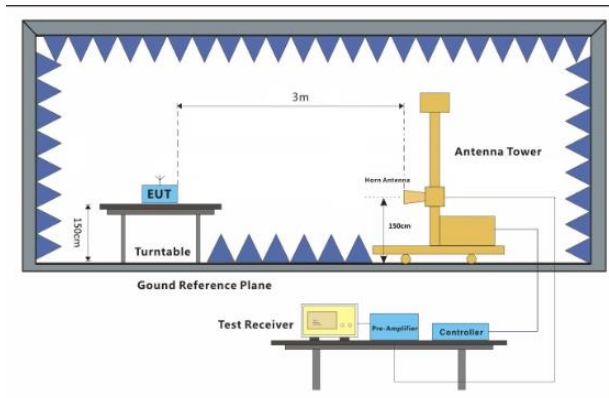 3m
Antenna Tower
Horn Antenna
EUT
150cm
150cm
Turntable
Gound Reference Plane
Test Receiver
Pre-Amplifier
Controller